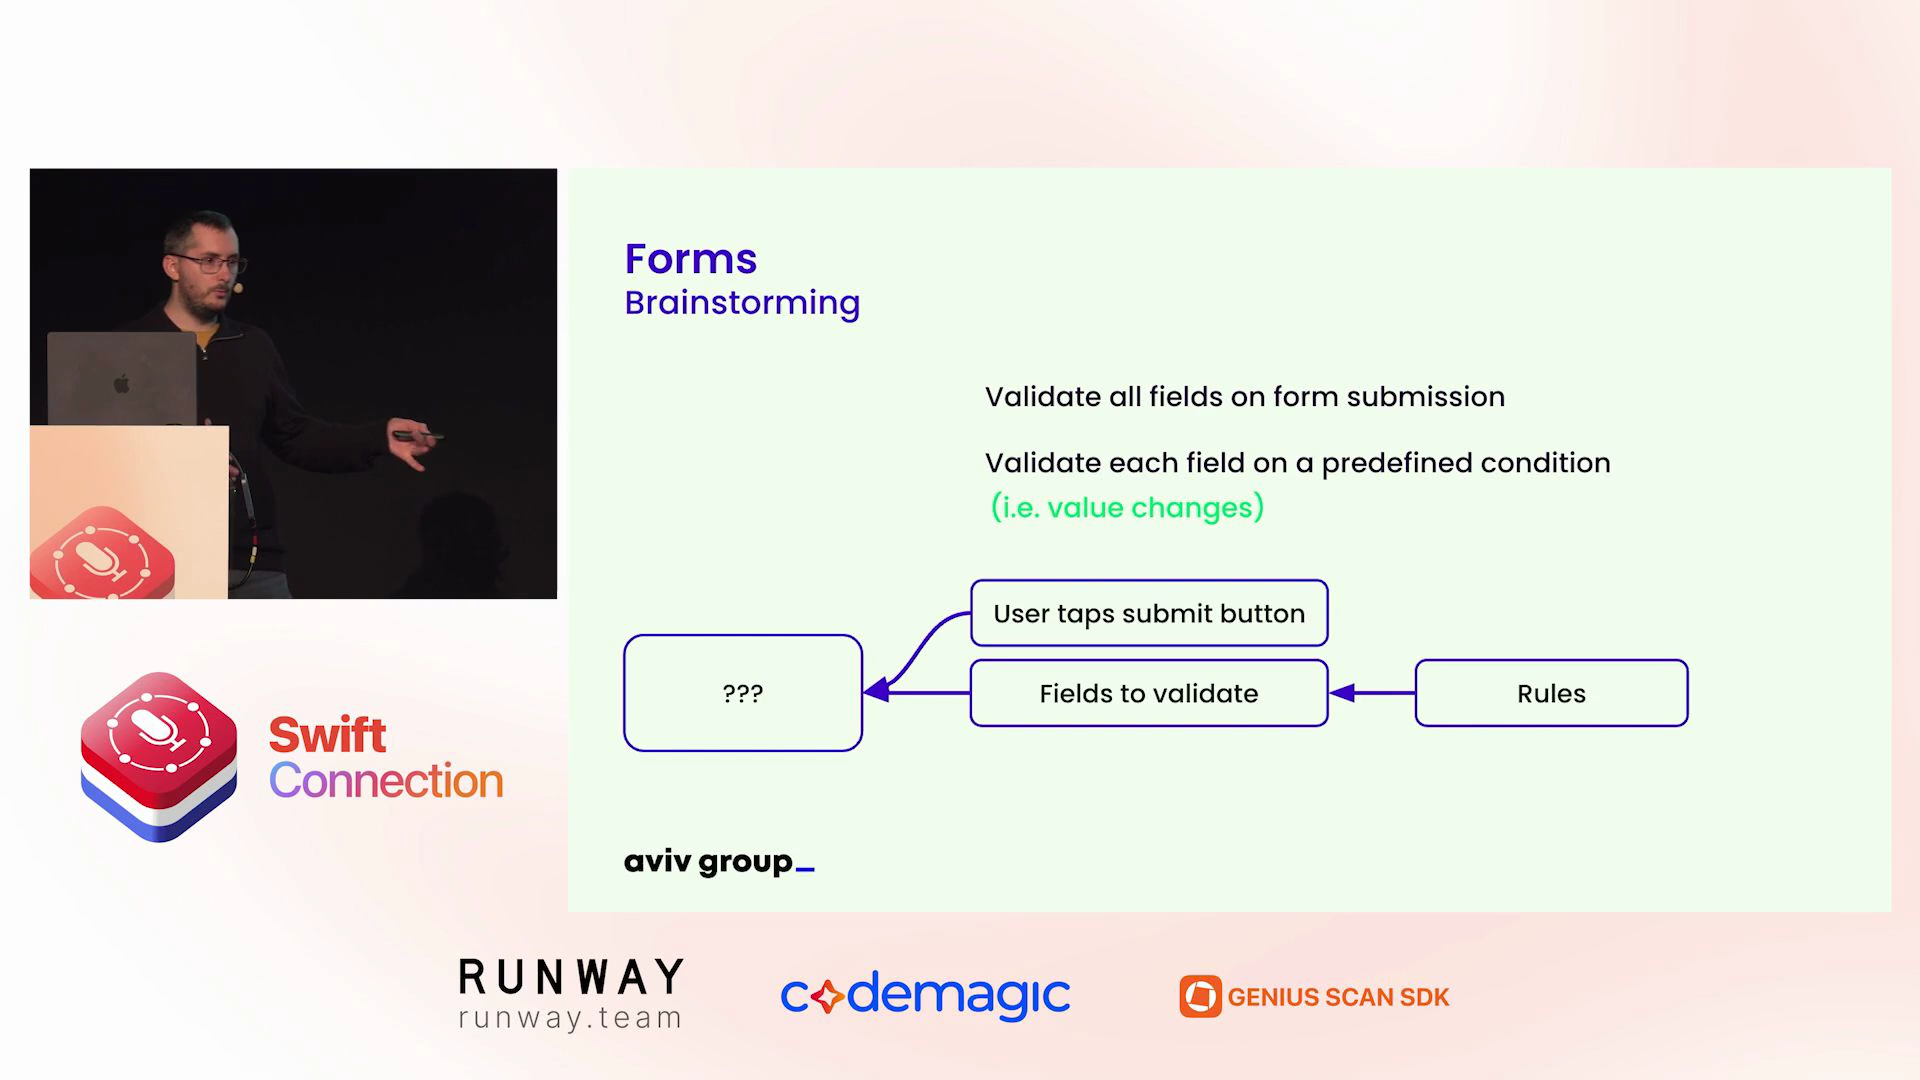 Forms
Brainstorming
Validate all fields on form submission
Validate each field on a predefined condition
(i.e. value changes)
User taps submit button
???
Fields to validate
Rules
aviv group_
Swift
Connection
RUNWAY
runway.team
codemagic
GENIUS SCAN SDK